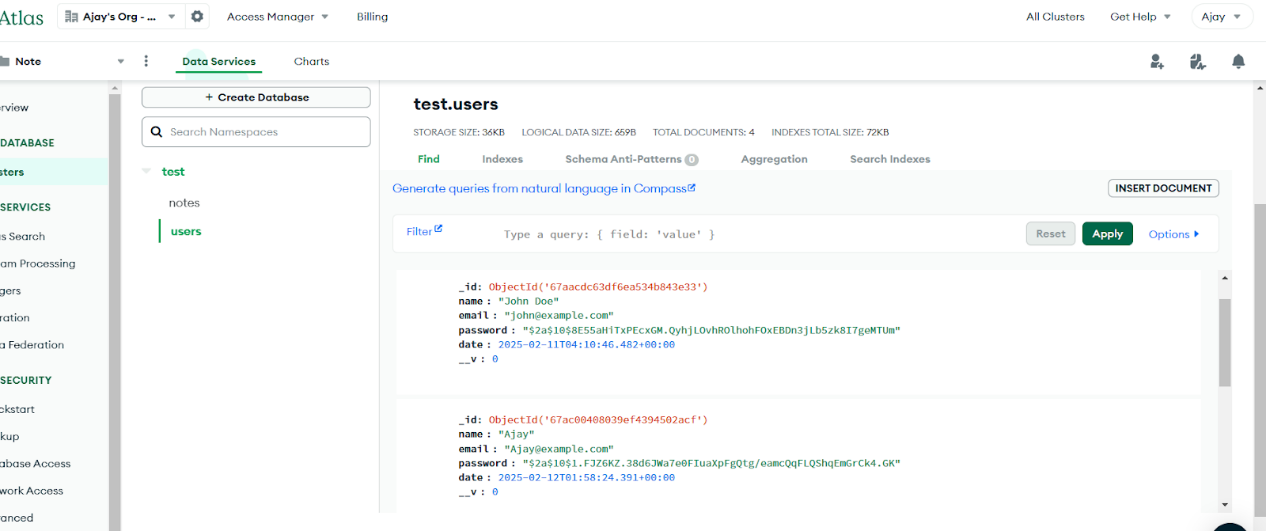 Atlas
Ajay's Org - ...
Access Manager
Billing
All Clusters
Get Help
Ajay
Note
Data Services
Charts
rview
DATABASE
sters
SERVICES
s Search
am Processing
gers
ration
a Federation
SECURITY
ckstart
kup
abase Access
work Access
anced
+ Create Database
Search Namespaces
test
notes
users
test.users
STORAGE SIZE: 36KB LOGICAL DATA SIZE: 659B TOTAL DOCUMENTS: 4 INDEXES TOTAL SIZE: 72KB
Find Indexes Schema Anti-Patterns 0 Aggregation Search Indexes
Generate queries from natural language in Compass
INSERT DOCUMENT
Filter
Type a query: { field: 'value' }
Reset
Apply
Options
_id: ObjectId('67aacdc63df6ea534b843e33')
name : "John Doe"
email : "john@example.com"
password : "$2a$10$8E55aHiTxPEcxGM.QyhjLOvhROlhohFOxEBDn3jLb5zk8I7geMTUm"
date : 2025-02-11T04:10:46.482+00:00
__v : 0
_id: ObjectId('67ac00408039ef4394502acf')
name : "Ajay"
email : "Ajay@example.com"
password : "$2a$10$1.FJZ6KZ.38d6JWa7e0FIuaXpFgQtg/eamcQqFLQShqEmGrCk4.GK"
date : 2025-02-12T01:58:24.391+00:00
__v : 0